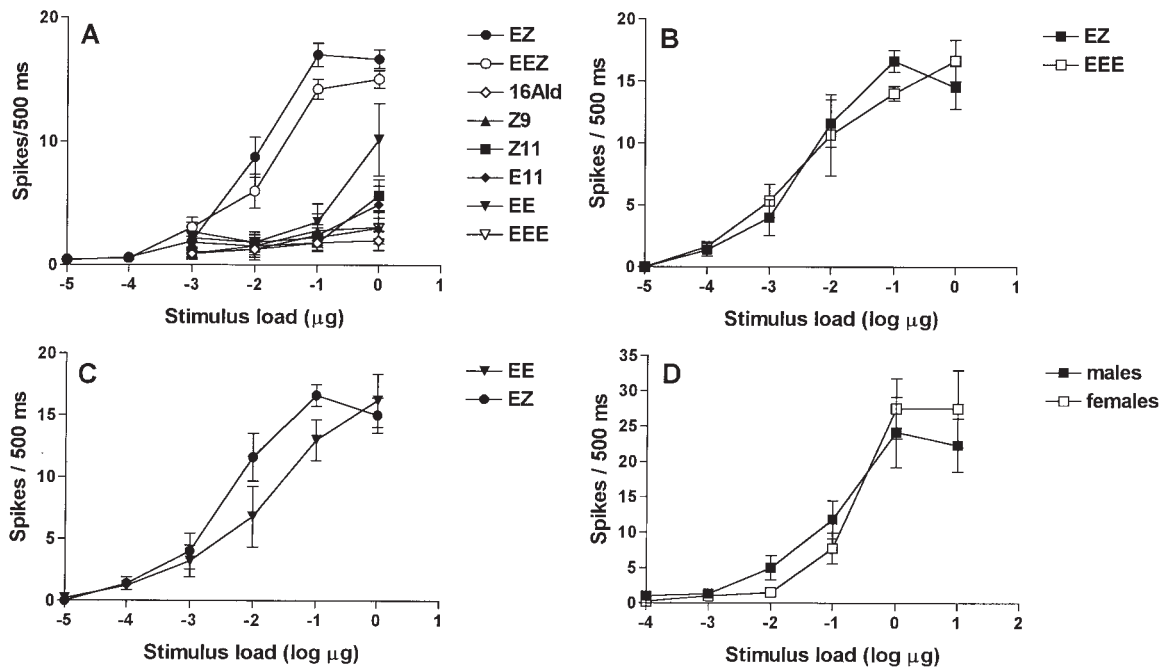 A
Spikes/500 ms
20
10
0
-5 -4 -3 -2 -1 0 1
Stimulus load (µg)
EZ
EEZ
16Ald
Z9
Z11
E11
EE
EEE
B
Spikes / 500 ms
20
15
10
5
0
-5 -4 -3 -2 -1 0 1
Stimulus load (log µg)
EZ
EEE
C
Spikes / 500 ms
20
15
10
5
0
-5 -4 -3 -2 -1 0 1
Stimulus load (log µg)
EE
EZ
D
Spikes / 500 ms
35
30
25
20
15
10
5
0
-4 -3 -2 -1 0 1 2
Stimulus load (log µg)
males
females